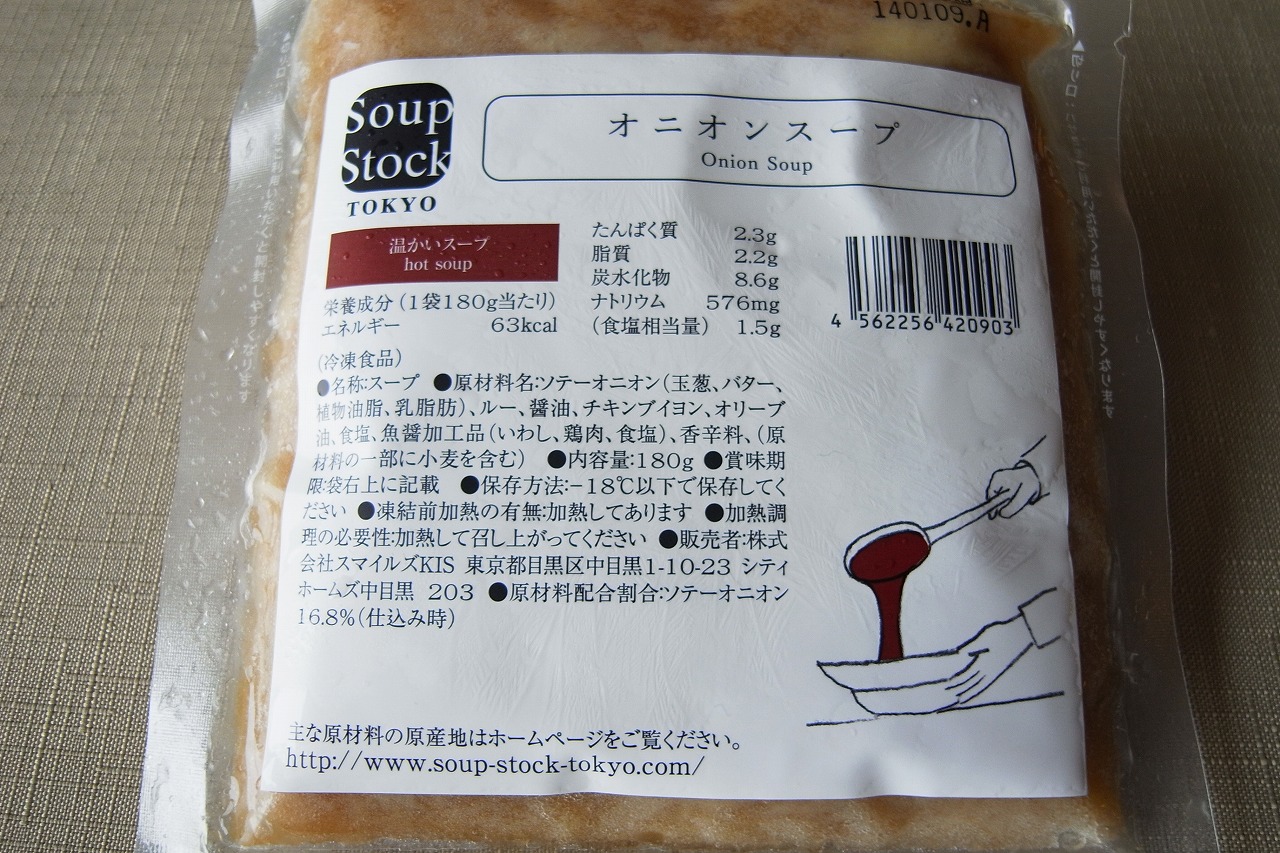 140109.A
Soup
Stock
TOKYO
オニオンスープ
Onion Soup
温かいスープ
hot soup
栄養成分（1袋180g当たり）
エネルギー 63kcal
たんぱく質 2.3g
脂質 2.2g
炭水化物 8.6g
ナトリウム 576mg
（食塩相当量） 1.5g
4 562256 420903
（冷凍食品）
●名称:スープ ●原材料名:ソテーオニオン（玉葱、バター、
植物油脂、乳脂肪）、ルー、醤油、チキンブイヨン、オリーブ
油、食塩、魚醤加工品（いわし、鶏肉、食塩）、香辛料、（原
材料の一部に小麦を含む） ●内容量:180g ●賞味期
限:袋右上に記載 ●保存方法:−18℃以下で保存してく
ださい ●凍結前加熱の有無:加熱してあります ●加熱調
理の必要性:加熱して召し上がってください ●販売者:株式
会社スマイルズKIS 東京都目黒区中目黒1-10-23 シティ
ホームズ中目黒 203 ●原材料配合割合:ソテーオニオン
16.8%（仕込み時）
主な原材料の原産地はホームページをご覧ください。
http://www.soup-stock-tokyo.com/